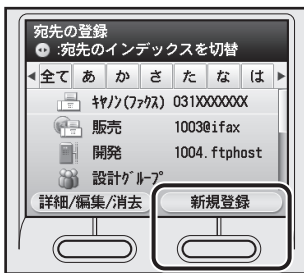 宛先の登録
:宛先のインデックスを切替
全て あ か さ た な は
ｷﾔﾉﾝ(ﾌｧｸｽ) 031XXXXXXX
販売 1003@ifax
開発 1004.ftphost
設計ｸﾞﾙｰﾌﾟ
詳細/編集/消去 新規登録